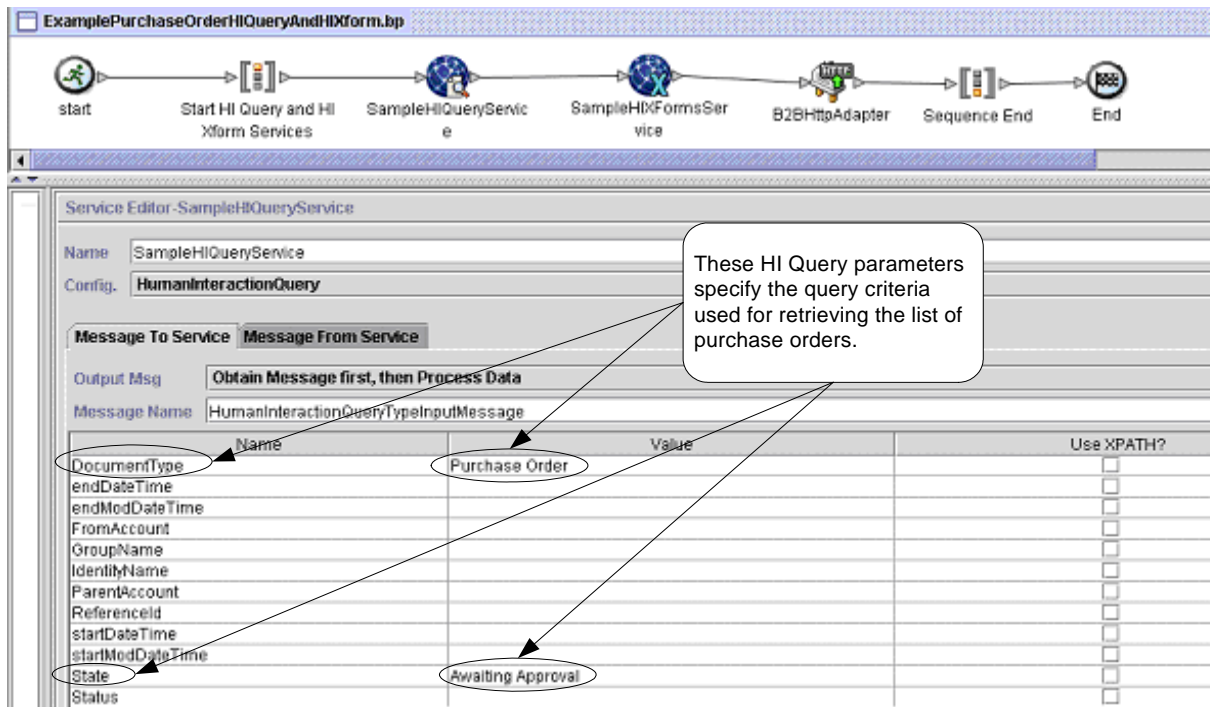 ExamplePurchaseOrderHIQueryAndHIXform.bp
start
Start HI Query and HI
Xform Services
SampleHIQueryServic
e
SampleHIXFormsSer
vice
B2BHttpAdapter
Sequence End
End
Service Editor-SampleHIQueryService
Name SampleHIQueryService
Config. HumanInteractionQuery
These HI Query parameters
specify the query criteria
used for retrieving the list of
purchase orders.
Message To Service Message From Service
Output Msg Obtain Message first, then Process Data
Message Name HumanInteractionQueryTypeInputMessage
Name Value Use XPATH?
DocumentType Purchase Order
endDateTime
endModDateTime
FromAccount
GroupName
IdentityName
ParentAccount
ReferenceId
startDateTime
startModDateTime
State Awaiting Approval
Status